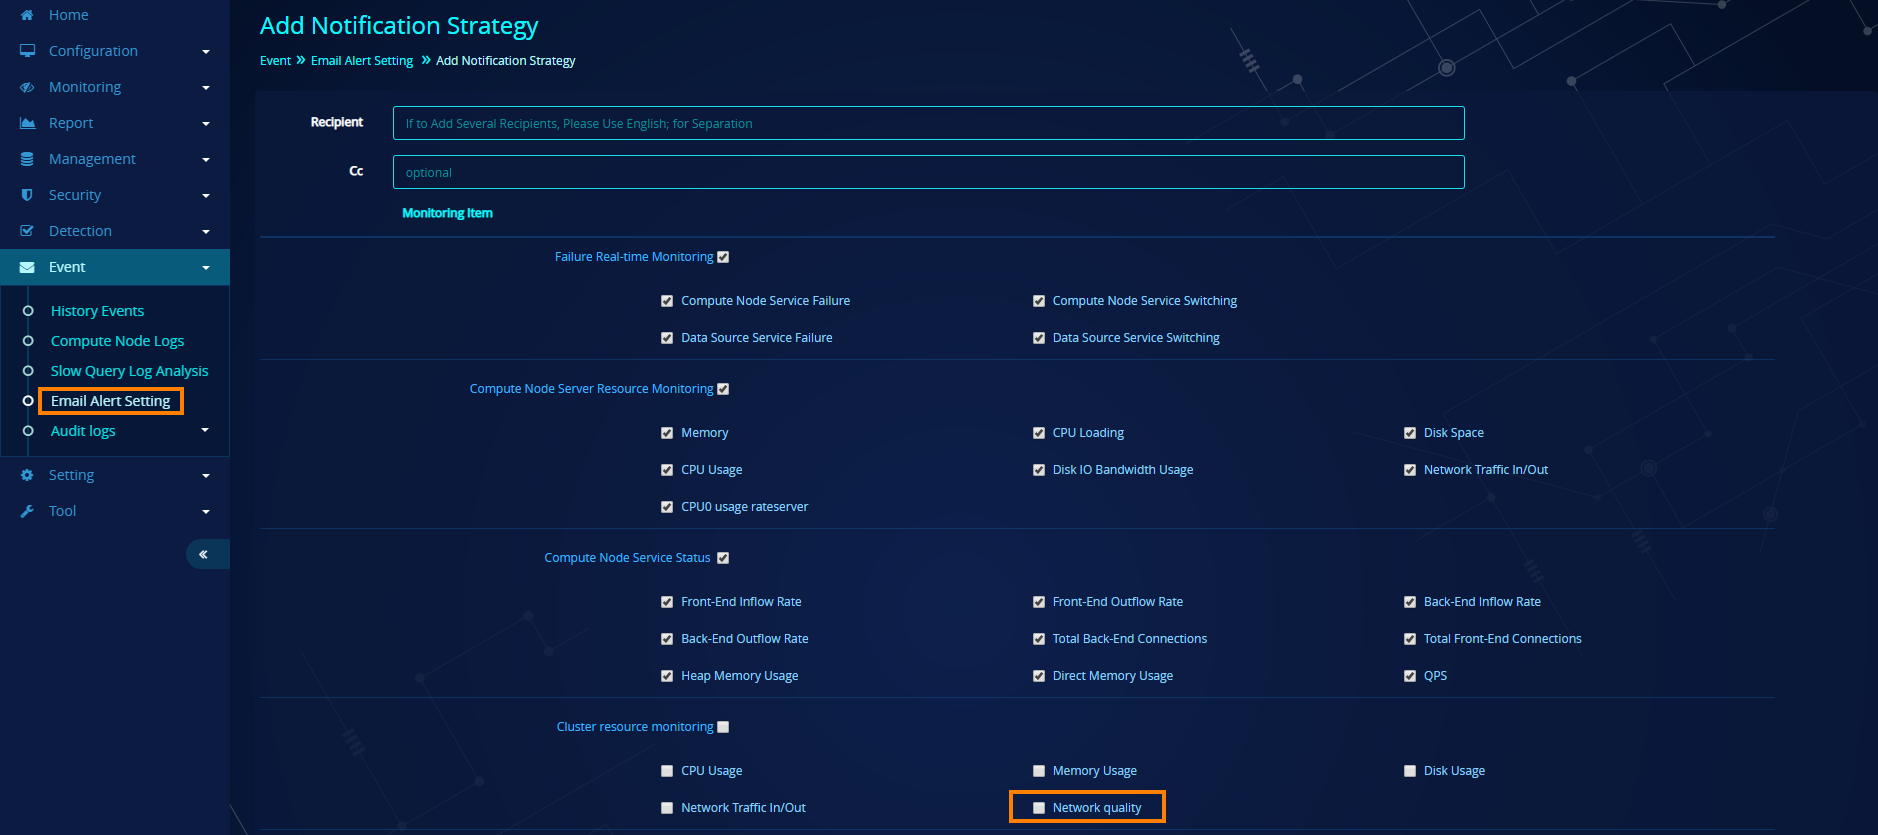 Home
Configuration
Monitoring
Report
Management
Security
Detection
Event
History Events
Compute Node Logs
Slow Query Log Analysis
Email Alert Setting
Audit logs
Setting
Tool
Add Notification Strategy
Event » Email Alert Setting » Add Notification Strategy
Recipient If to Add Several Recipients, Please Use English; for Separation
Cc optional
Monitoring Item
Failure Real-time Monitoring
Compute Node Service Failure Compute Node Service Switching
Data Source Service Failure Data Source Service Switching
Compute Node Server Resource Monitoring
Memory CPU Loading Disk Space
CPU Usage Disk IO Bandwidth Usage Network Traffic In/Out
CPU0 usage rateserver
Compute Node Service Status
Front-End Inflow Rate Front-End Outflow Rate Back-End Inflow Rate
Back-End Outflow Rate Total Back-End Connections Total Front-End Connections
Heap Memory Usage Direct Memory Usage QPS
Cluster resource monitoring
CPU Usage Memory Usage Disk Usage
Network Traffic In/Out Network quality